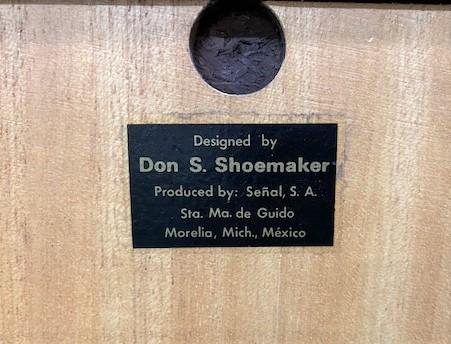 Designed by
Don S. Shoemaker
Produced by: Señal, S. A.
Sta. Ma. de Guido
Morelia, Mich., México